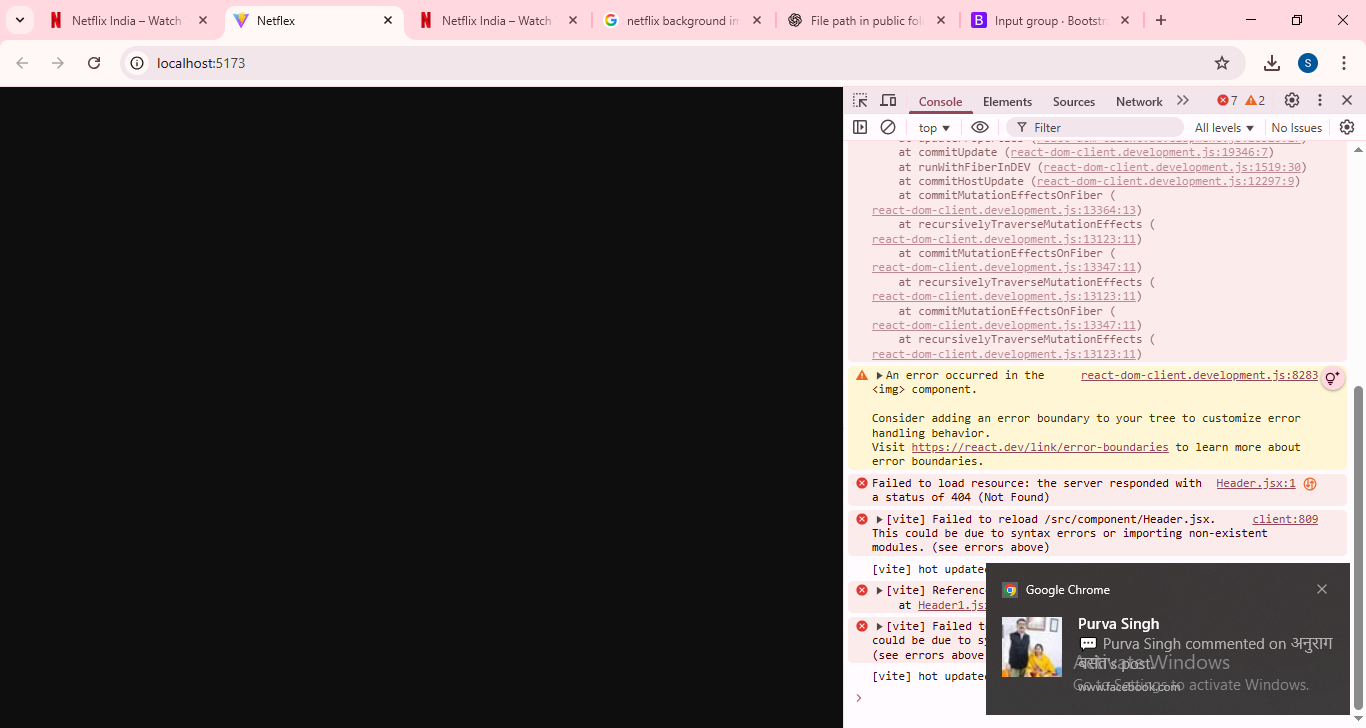 Netflix India – Watch
Netflex
Netflix India – Watch
netflix background im
File path in public fol
Input group · Bootstr
localhost:5173
S
Console
Elements
Sources
Network
7
2
top
Filter
All levels
No Issues
at commitUpdate (react-dom-client.development.js:19346:7)
at runWithFiberInDEV (react-dom-client.development.js:1519:30)
at commitHostUpdate (react-dom-client.development.js:12297:9)
at commitMutationEffectsOnFiber (
react-dom-client.development.js:13364:13)
at recursivelyTraverseMutationEffects (
react-dom-client.development.js:13123:11)
at commitMutationEffectsOnFiber (
react-dom-client.development.js:13347:11)
at recursivelyTraverseMutationEffects (
react-dom-client.development.js:13123:11)
at commitMutationEffectsOnFiber (
react-dom-client.development.js:13347:11)
at recursivelyTraverseMutationEffects (
react-dom-client.development.js:13123:11)
An error occurred in the react-dom-client.development.js:8283
<img> component.
Consider adding an error boundary to your tree to customize error
handling behavior.
Visit https://react.dev/link/error-boundaries to learn more about
error boundaries.
Failed to load resource: the server responded with Header.jsx:1
a status of 404 (Not Found)
[vite] Failed to reload /src/component/Header.jsx. client:809
This could be due to syntax errors or importing non-existent
modules. (see errors above)
[vite] hot updated
[vite] Referenc
at Header1.js
[vite] Failed t
could be due to sy
(see errors above
[vite] hot updated
Google Chrome
Purva Singh
Purva Singh commented on अनुराग
बसंत's post.
www.facebook.com
Activate Windows
Go to Settings to activate Windows.